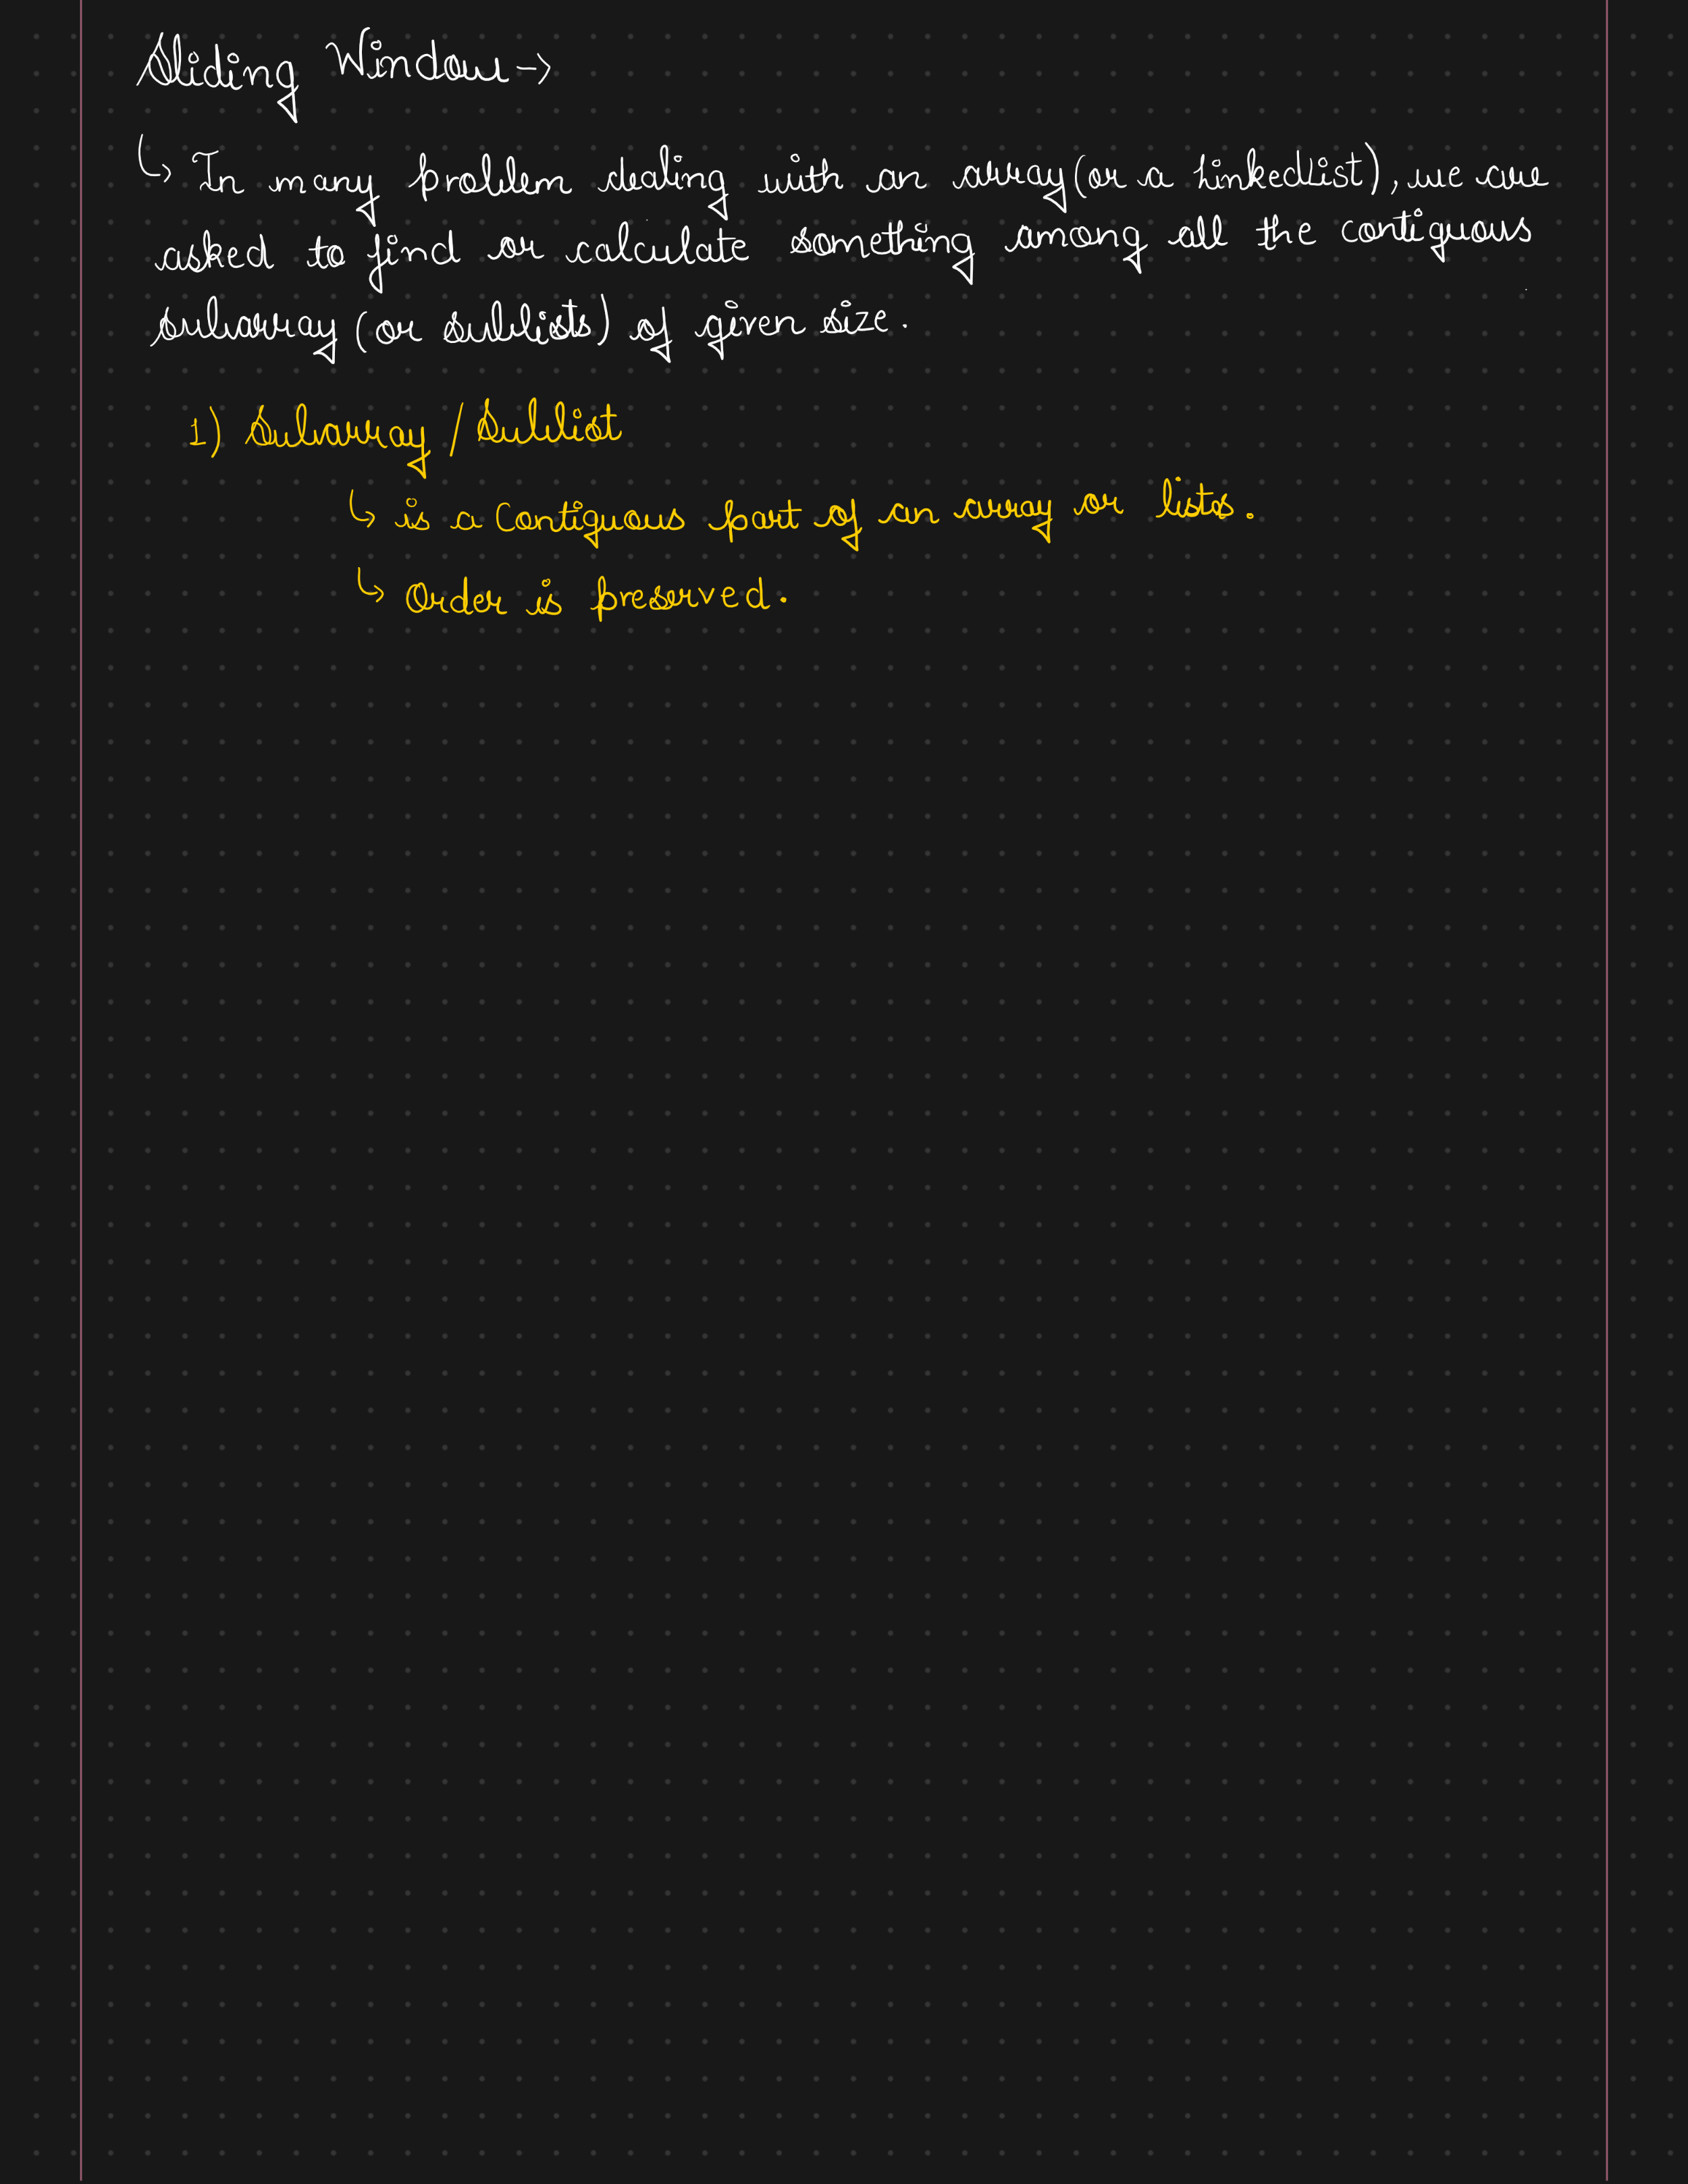 Sliding Window →
↳ In many problem dealing with an array (or a LinkedList), we are
asked to find or calculate something among all the contiguous
subarray (or sublists) of given size.
1) Subarray / Sublist
↳ is a Contiguous part of an array or lists.
↳ Order is preserved.